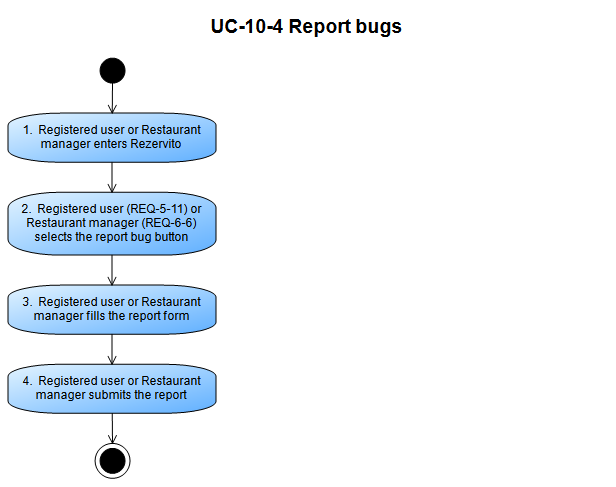 UC-10-4 Report bugs
1. Registered user or Restaurant
manager enters Rezervito
2. Registered user (REQ-5-11) or
Restaurant manager (REQ-6-6)
selects the report bug button
3. Registered user or Restaurant
manager fills the report form
4. Registered user or Restaurant
manager submits the report